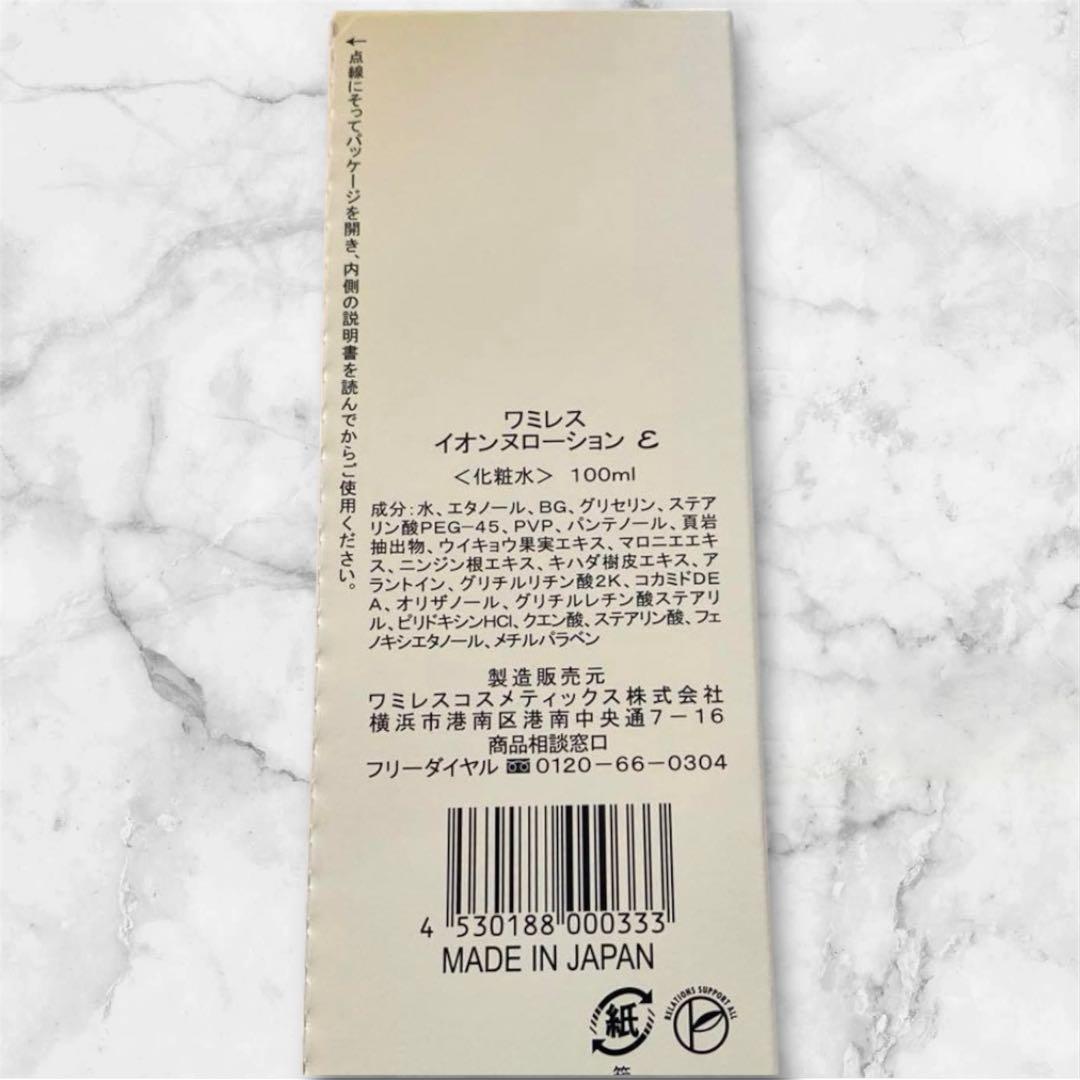 ←点線にそってパッケージを開き、内側の説明書を読んでからご使用ください。
ワミレス
イオンヌローション ε
＜化粧水＞ 100ml
成分：水、エタノール、BG、グリセリン、ステア
リン酸PEG-45、PVP、パンテノール、頁岩
抽出物、ウイキョウ果実エキス、マロニエエキ
ス、ニンジン根エキス、キハダ樹皮エキス、ア
ラントイン、グリチルリチン酸2K、コカミドDE
A、オリザノール、グリチルレチン酸ステアリ
ル、ピリドキシンHCl、クエン酸、ステアリン酸、フェ
ノキシエタノール、メチルパラベン
製造販売元
ワミレスコスメティックス株式会社
横浜市港南区港南中央通7-16
商品相談窓口
フリーダイヤル 0120-66-0304
4 530188 000333
MADE IN JAPAN
紙
RELATIONS SUPPORT ALL